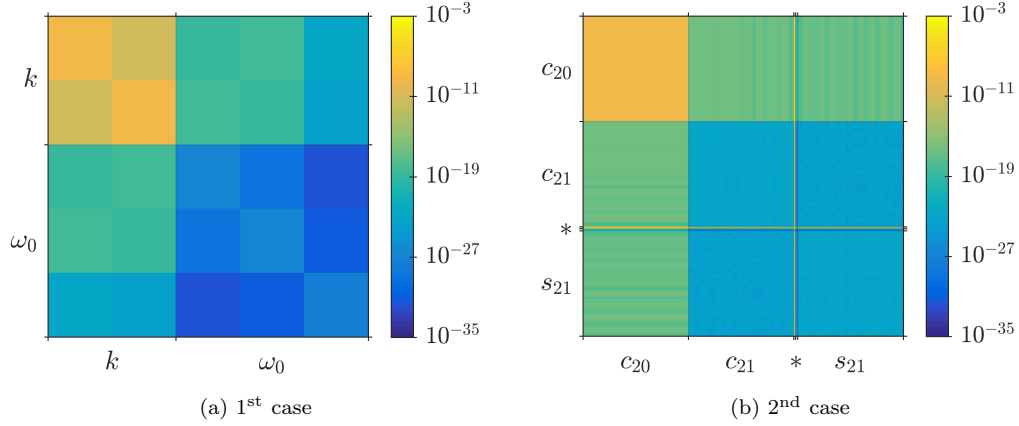 k
ω₀
k
ω₀
10⁻³
10⁻¹¹
10⁻¹⁹
10⁻²⁷
10⁻³⁵
(a) 1ˢᵗ case
c₂₀
c₂₁
*
s₂₁
c₂₀ c₂₁ * s₂₁
10⁻³
10⁻¹¹
10⁻¹⁹
10⁻²⁷
10⁻³⁵
(b) 2ⁿᵈ case